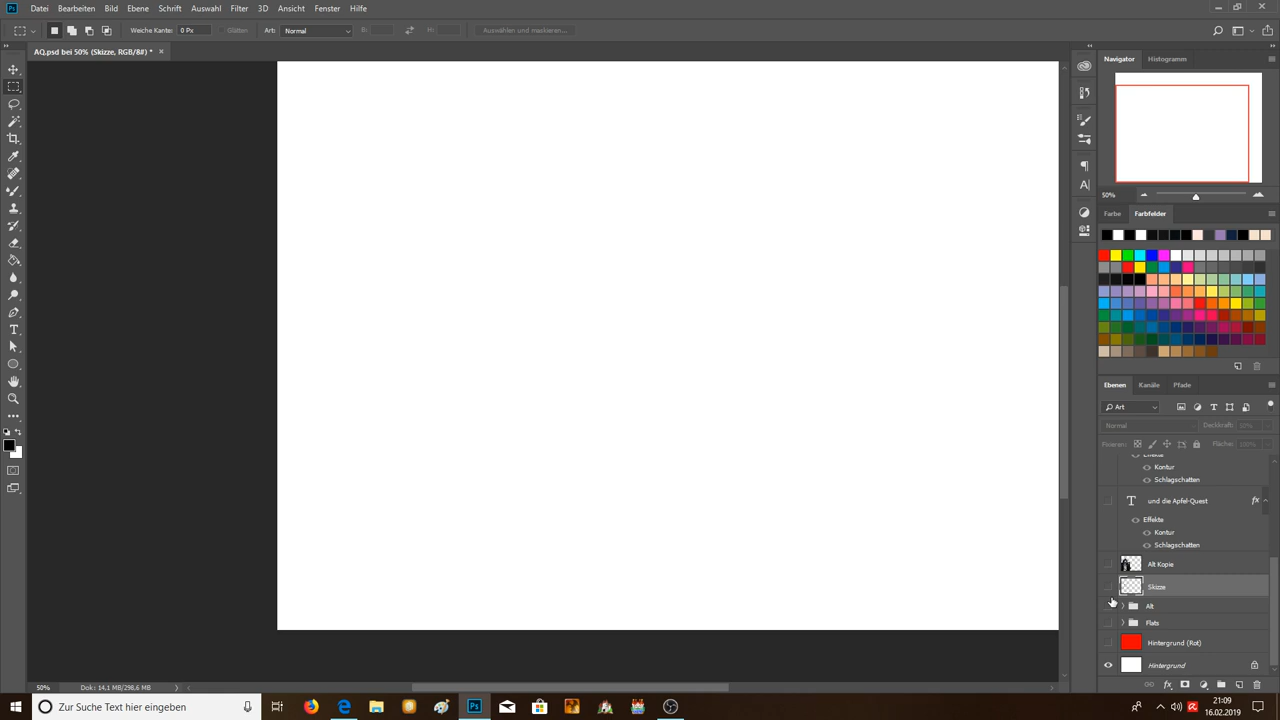 Ps Datei Bearbeiten Bild Ebene Schrift Auswahl Filter 3D Ansicht Fenster Hilfe
Weiche Kante: 0 Px Glätten Art: Normal B: H: Auswählen und maskieren...
AQ.psd bei 50% (Skizze, RGB/8#) * ×
Navigator Histogramm
50%
Farbe Farbfelder
Ebenen Kanäle Pfade
Art
Normal Deckkraft: 50%
Fixieren: Fläche: 100%
Effekte
Kontur
Schlagschatten
T und die Apfel-Quest fx
Effekte
Kontur
Schlagschatten
Alt Kopie
Skizze
Alt
Flats
Hintergrund (Rot)
Hintergrund
50% Dok: 14,1 MB/298,6 MB
Zur Suche Text hier eingeben
21:09
16.02.2019